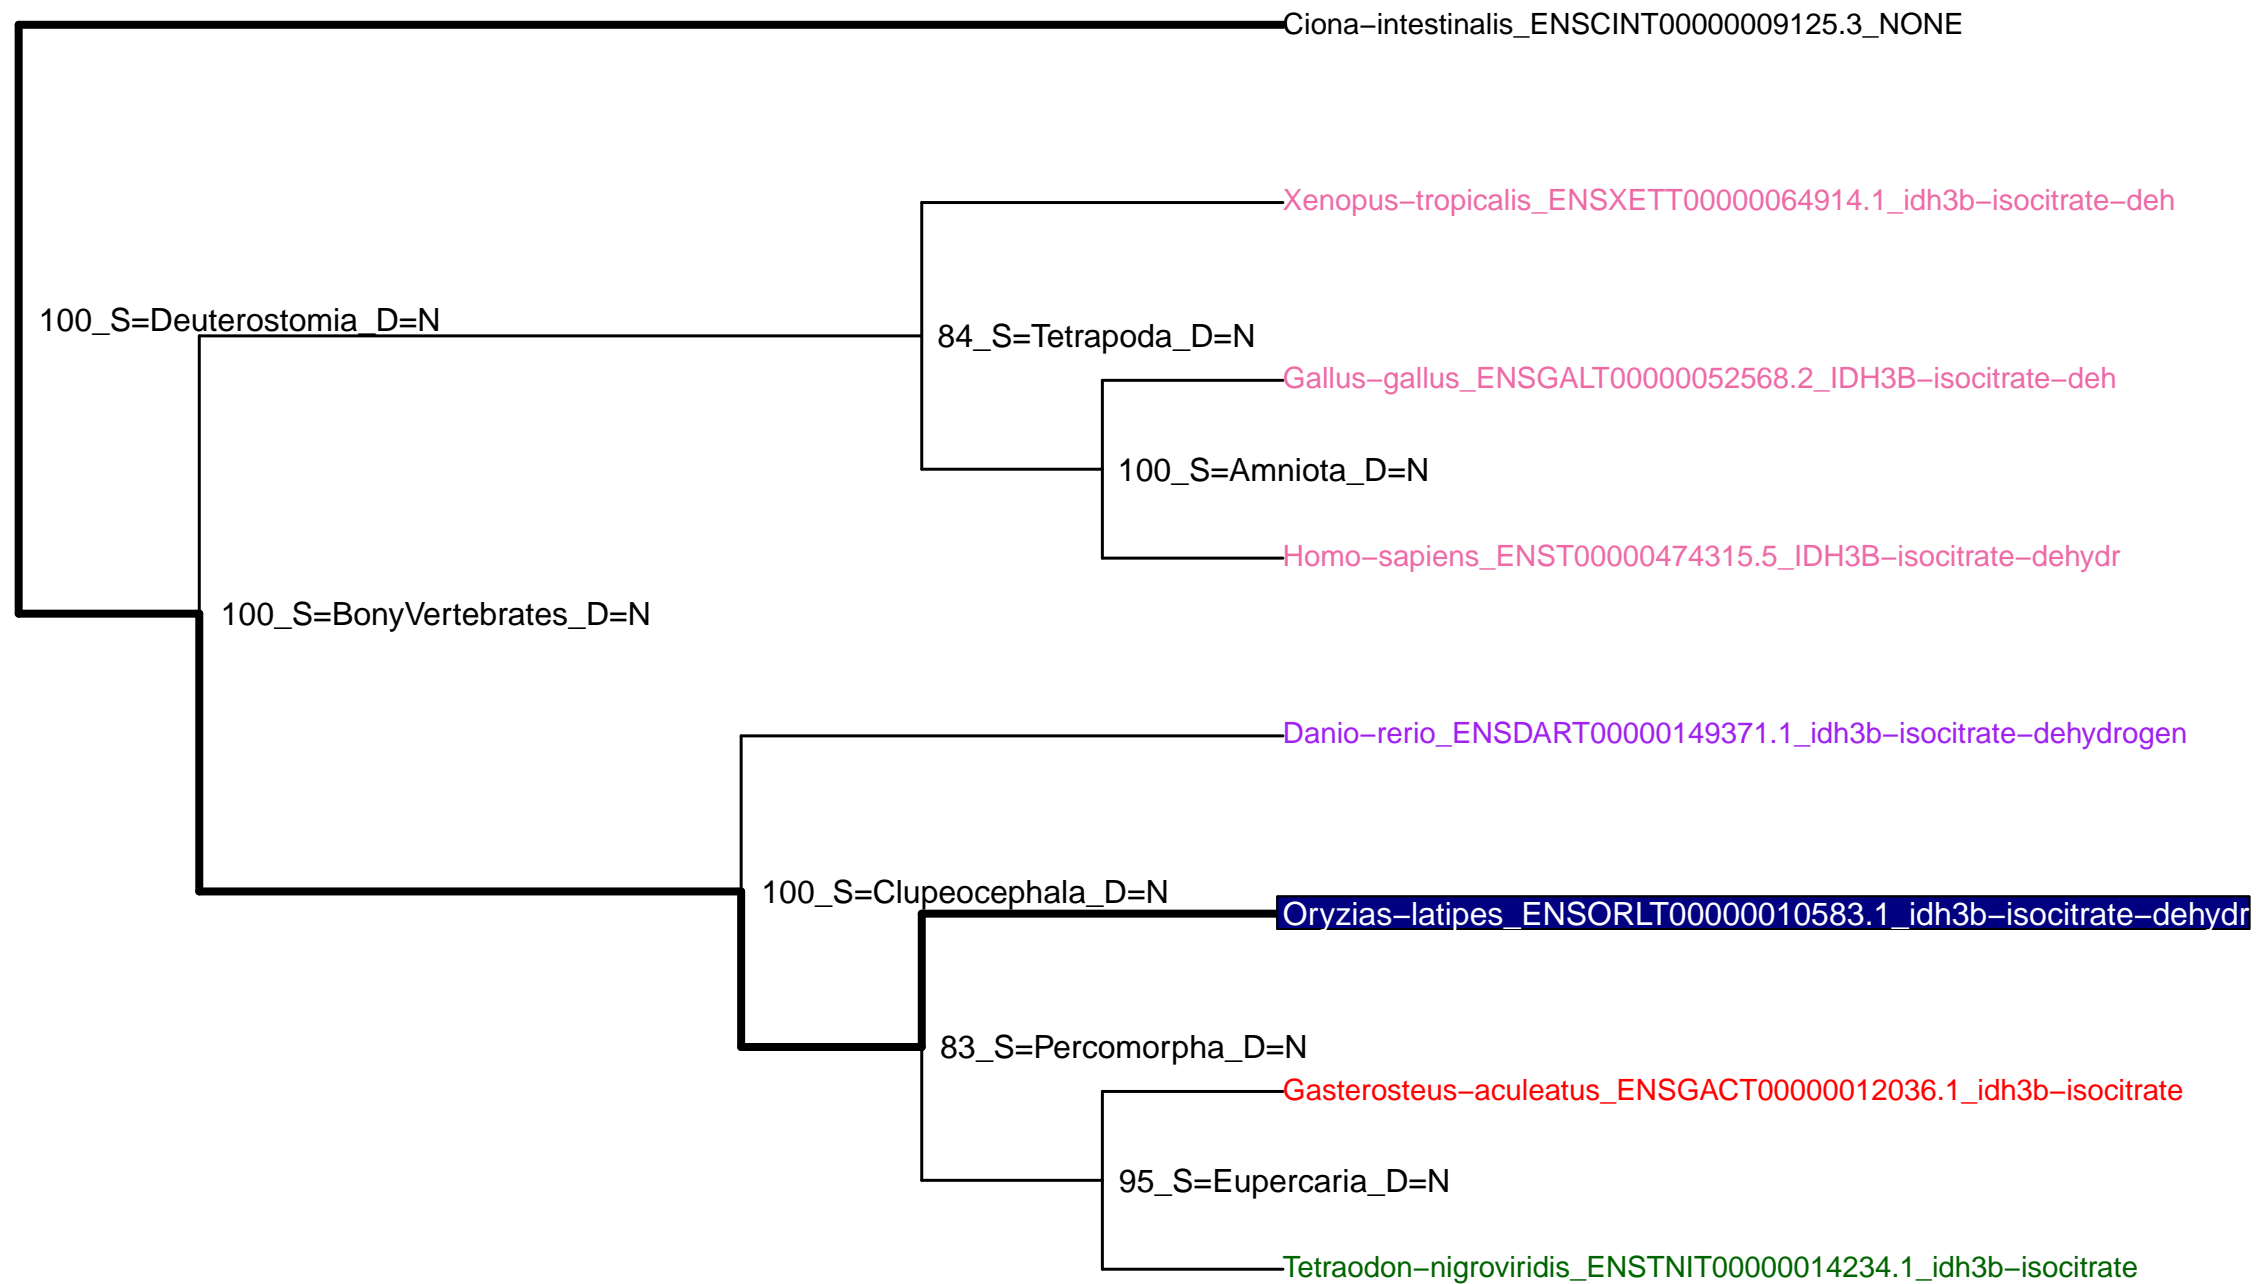 Ciona−intestinalis_ENSCINT00000009125.3_NONE
Xenopus−tropicalis_ENSXETT00000064914.1_idh3b−isocitrate−deh
100_S=Deuterostomia_D=N
84_S=Tetrapoda_D=N
Gallus−gallus_ENSGALT00000052568.2_IDH3B−isocitrate−deh
100_S=Amniota_D=N
Homo−sapiens_ENST00000474315.5_IDH3B−isocitrate−dehydr
100_S=BonyVertebrates_D=N
Danio−rerio_ENSDART00000149371.1_idh3b−isocitrate−dehydrogen
100_S=Clupeocephala_D=N
Oryzias−latipes_ENSORLT00000010583.1_idh3b−isocitrate−dehydr
83_S=Percomorpha_D=N
Gasterosteus−aculeatus_ENSGACT00000012036.1_idh3b−isocitrate
95_S=Eupercaria_D=N
Tetraodon−nigroviridis_ENSTNIT00000014234.1_idh3b−isocitrate